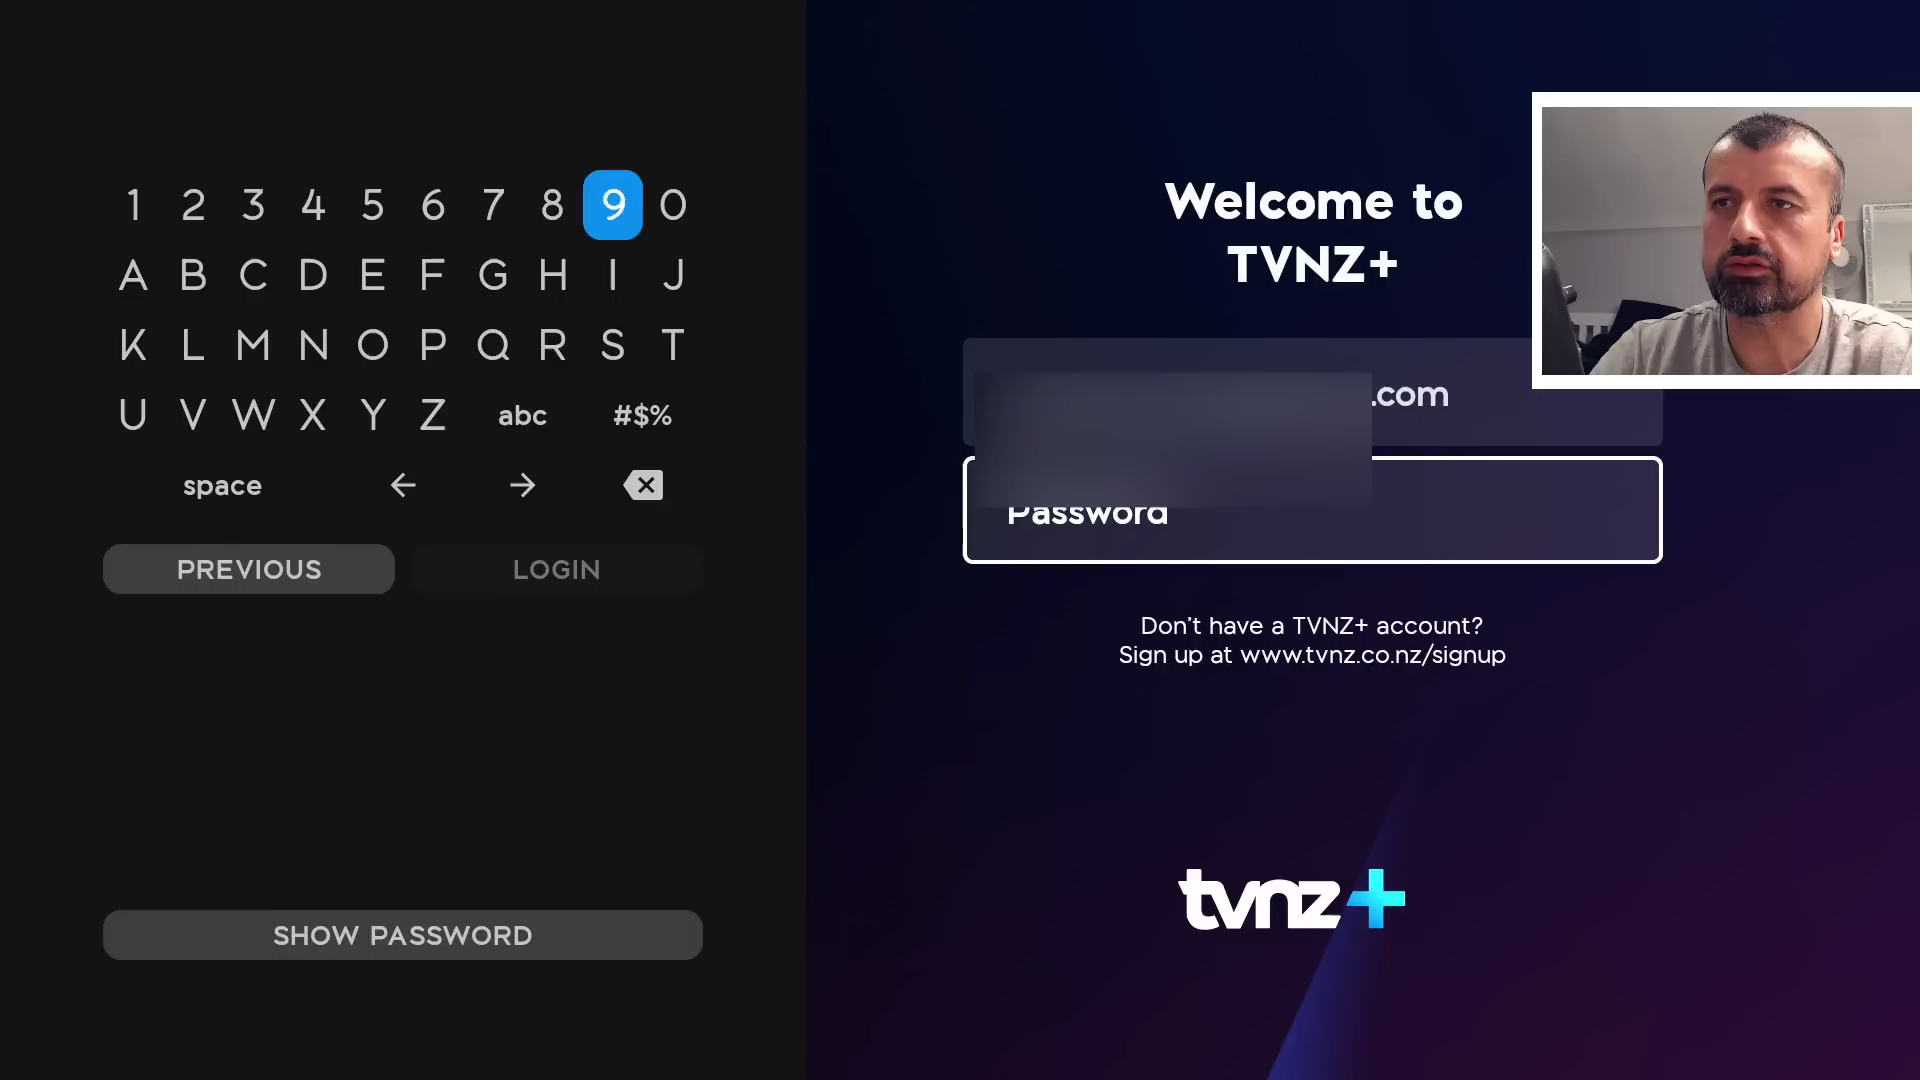 1 2 3 4 5 6 7 8 9 0
A B C D E F G H I J
K L M N O P Q R S T
U V W X Y Z abc #$%
space
PREVIOUS LOGIN
SHOW PASSWORD
Welcome to
TVNZ+
.com
Password
Don't have a TVNZ+ account?
Sign up at www.tvnz.co.nz/signup
tvnz+